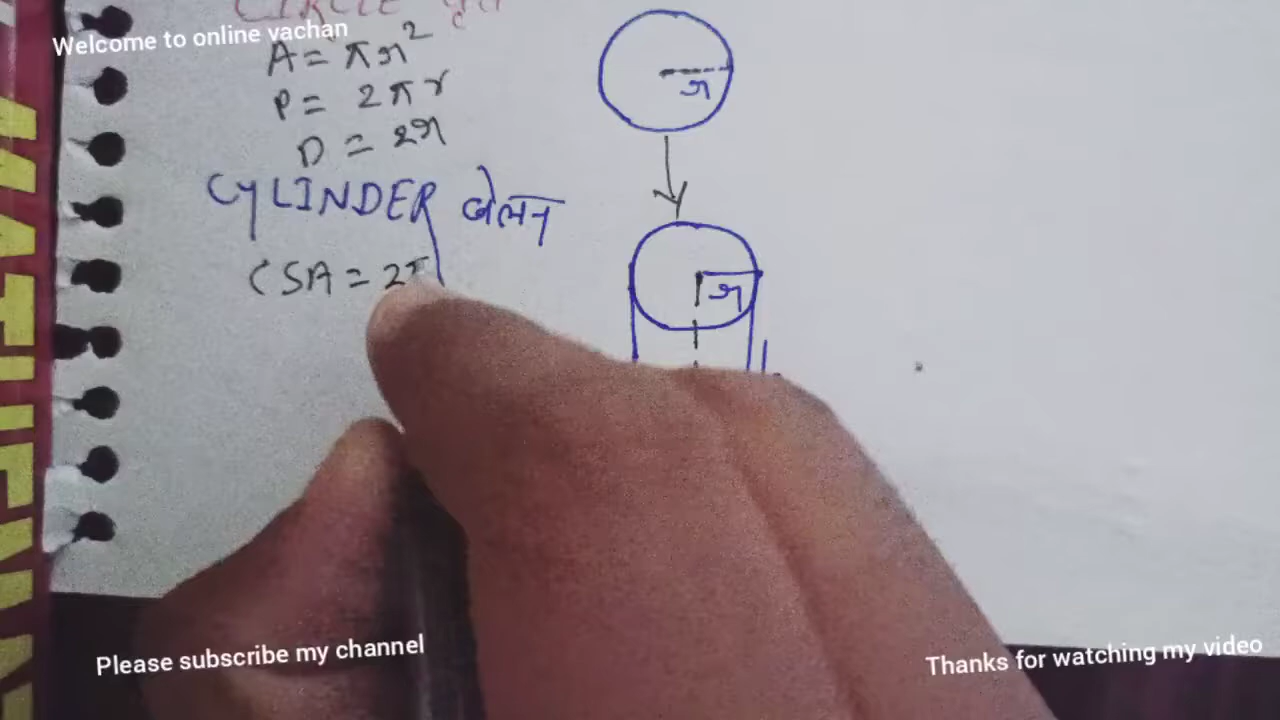 CIRCLE वृत्त
Welcome to online vachan
A = πr²
P = 2πr
D = 2r
r
CYLINDER बेलन
CSA = 2π
r
Please subscribe my channel
Thanks for watching my video